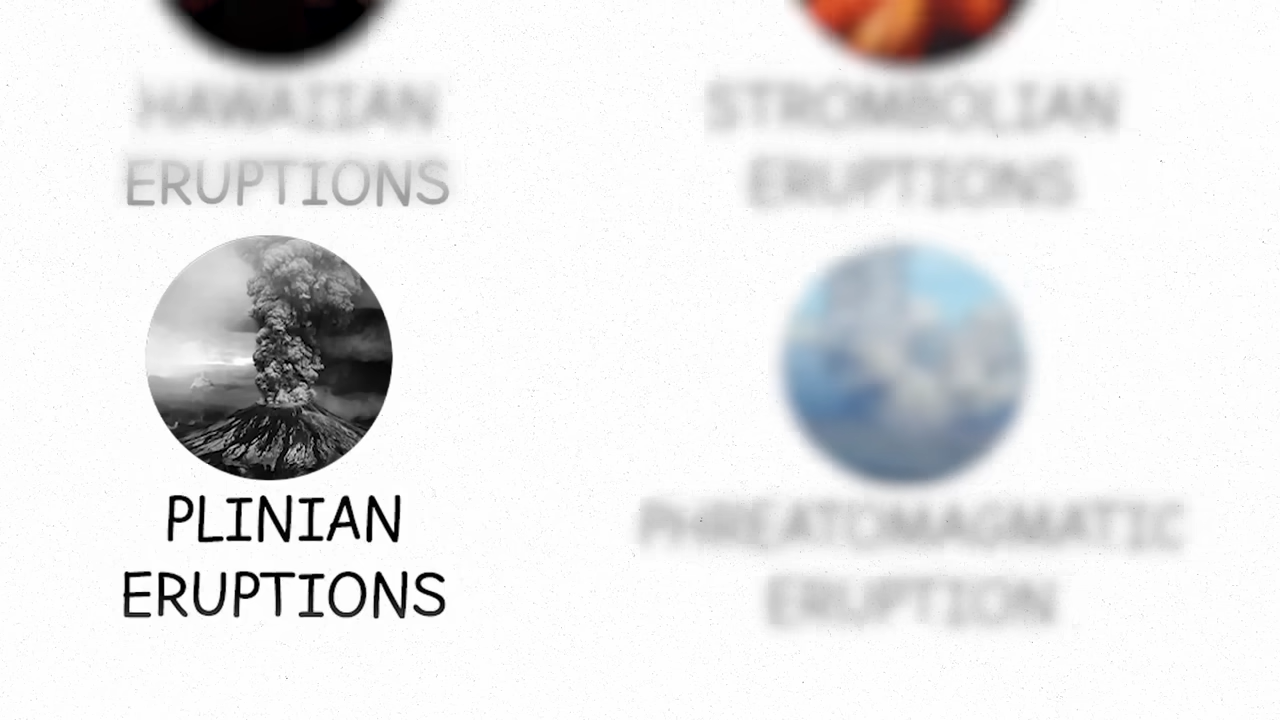 HAWAIIAN
ERUPTIONS
STROMBOLIAN
ERUPTIONS
PLINIAN
ERUPTIONS
PHREATOMAGMATIC
ERUPTION